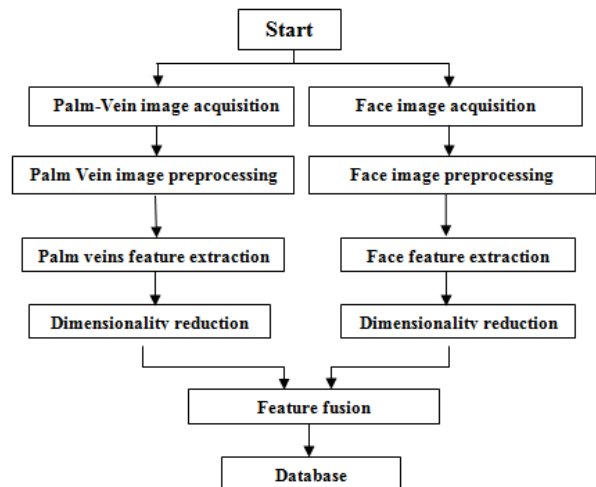 Start
Palm-Vein image acquisition
Face image acquisition
Palm Vein image preprocessing
Face image preprocessing
Palm veins feature extraction
Face feature extraction
Dimensionality reduction
Dimensionality reduction
Feature fusion
Database